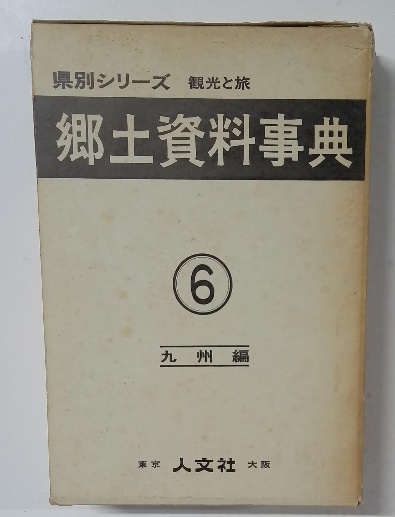 県別シリーズ 観光と旅
郷土資料事典
6
九州編
東京 人文社 大阪